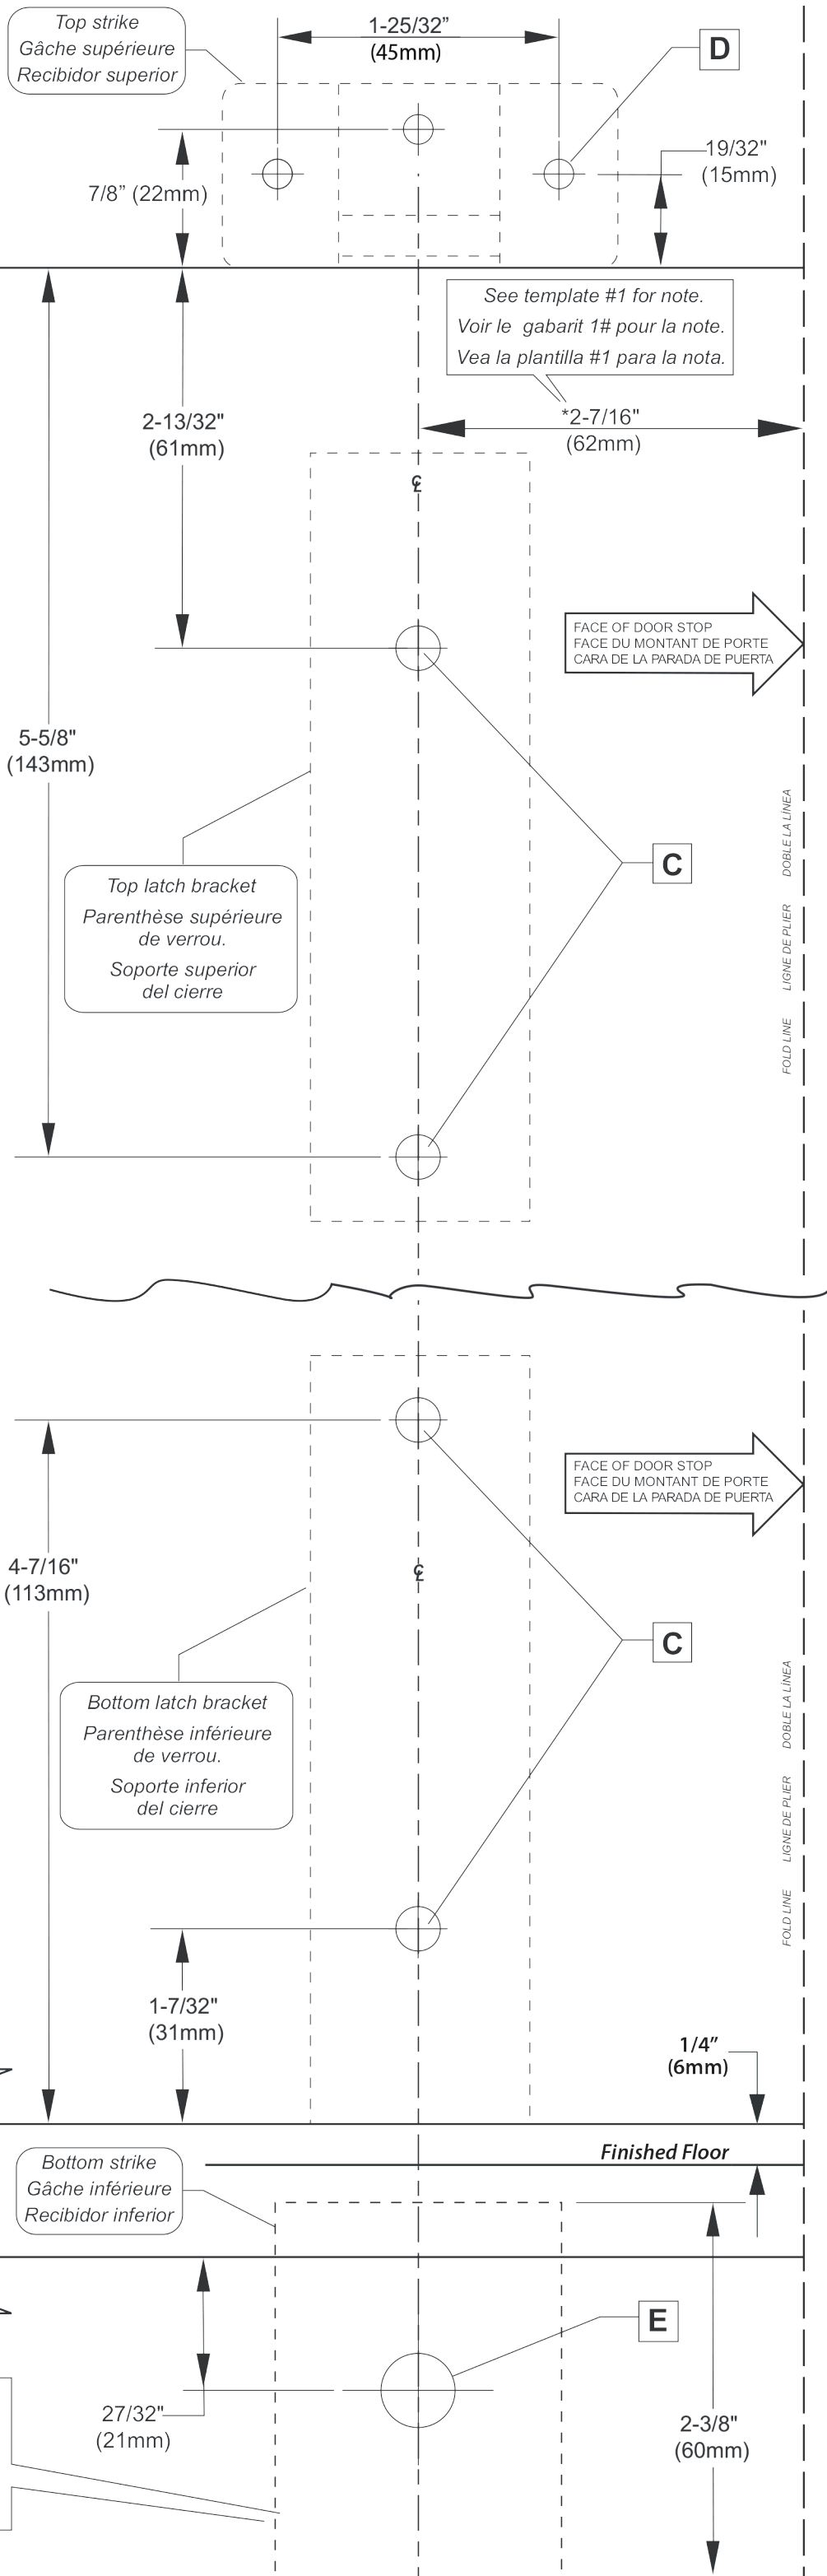 Top strike
Gâche supérieure
Recibidor superior
1-25/32”
(45mm)
D
7/8” (22mm)
19/32"
(15mm)
See template #1 for note.
Voir le gabarit 1# pour la note.
Vea la plantilla #1 para la nota.
2-13/32"
(61mm)
*2-7/16"
(62mm)
℄
FACE OF DOOR STOP
FACE DU MONTANT DE PORTE
CARA DE LA PARADA DE PUERTA
5-5/8"
(143mm)
C
Top latch bracket
Parenthèse supérieure
de verrou.
Soporte superior
del cierre
FOLD LINE LIGNE DE PLIER DOBLE LA LÍNEA
FACE OF DOOR STOP
FACE DU MONTANT DE PORTE
CARA DE LA PARADA DE PUERTA
4-7/16"
(113mm)
℄
C
Bottom latch bracket
Parenthèse inférieure
de verrou.
Soporte inferior
del cierre
FOLD LINE LIGNE DE PLIER DOBLE LA LÍNEA
1-7/32"
(31mm)
1/4”
(6mm)
Finished Floor
Bottom strike
Gâche inférieure
Recibidor inferior
E
27/32"
(21mm)
2-3/8"
(60mm)